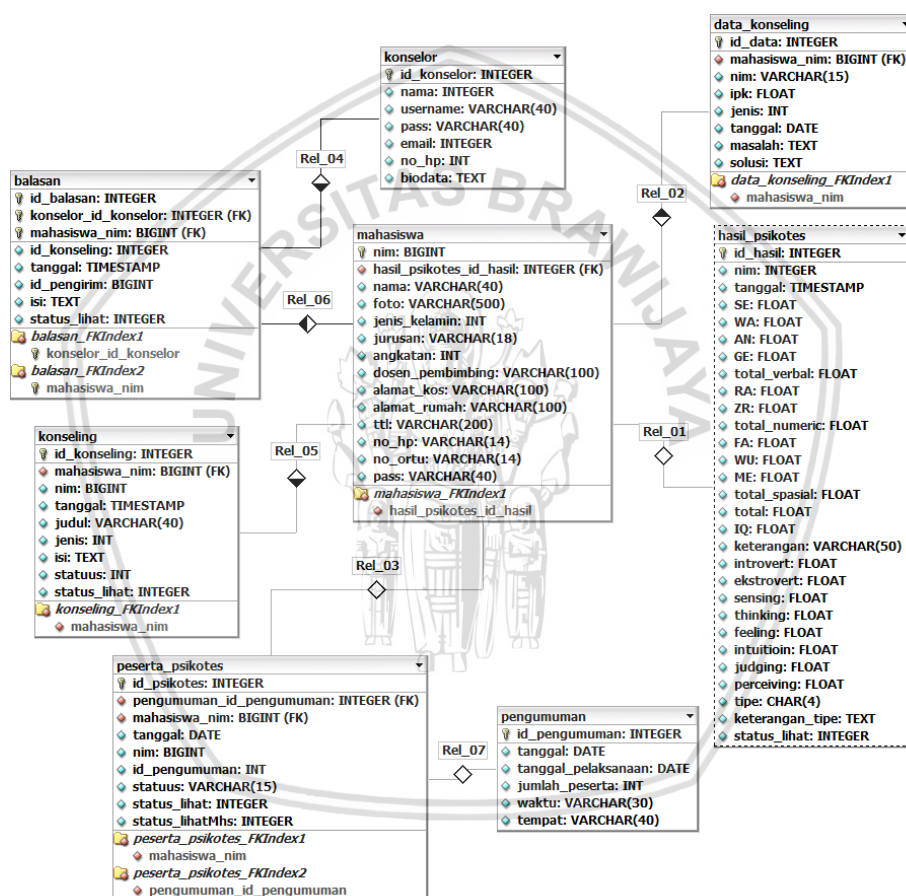 konselor
id_konselor: INTEGER
nama: INTEGER
username: VARCHAR(40)
pass: VARCHAR(40)
email: INTEGER
no_hp: INT
biodata: TEXT
data_konseling
id_data: INTEGER
mahasiswa_nim: BIGINT (FK)
nim: VARCHAR(15)
ipk: FLOAT
jenis: INT
tanggal: DATE
masalah: TEXT
solusi: TEXT
data_konseling_FKIndex1
mahasiswa_nim
Rel_04
Rel_02
balasan
id_balasan: INTEGER
konselor_id_konselor: INTEGER (FK)
mahasiswa_nim: BIGINT (FK)
id_konseling: INTEGER
tanggal: TIMESTAMP
id_pengirim: BIGINT
isi: TEXT
status_lihat: INTEGER
balasan_FKIndex1
konselor_id_konselor
balasan_FKIndex2
mahasiswa_nim
Rel_06
mahasiswa
nim: BIGINT
hasil_psikotes_id_hasil: INTEGER (FK)
nama: VARCHAR(40)
foto: VARCHAR(500)
jenis_kelamin: INT
jurusan: VARCHAR(18)
angkatan: INT
dosen_pembimbing: VARCHAR(100)
alamat_kos: VARCHAR(100)
alamat_rumah: VARCHAR(100)
ttl: VARCHAR(200)
no_hp: VARCHAR(14)
no_ortu: VARCHAR(14)
pass: VARCHAR(40)
mahasiswa_FKIndex1
hasil_psikotes_id_hasil
hasil_psikotes
id_hasil: INTEGER
nim: INTEGER
tanggal: TIMESTAMP
SE: FLOAT
WA: FLOAT
AN: FLOAT
GE: FLOAT
total_verbal: FLOAT
RA: FLOAT
ZR: FLOAT
total_numeric: FLOAT
FA: FLOAT
WU: FLOAT
ME: FLOAT
total_spasial: FLOAT
total: FLOAT
IQ: FLOAT
keterangan: VARCHAR(50)
introvert: FLOAT
ekstrovert: FLOAT
sensing: FLOAT
thinking: FLOAT
feeling: FLOAT
intuitioin: FLOAT
judging: FLOAT
perceiving: FLOAT
tipe: CHAR(4)
keterangan_tipe: TEXT
status_lihat: INTEGER
Rel_01
konseling
id_konseling: INTEGER
mahasiswa_nim: BIGINT (FK)
nim: BIGINT
tanggal: TIMESTAMP
judul: VARCHAR(40)
jenis: INT
isi: TEXT
statuus: INT
status_lihat: INTEGER
konseling_FKIndex1
mahasiswa_nim
Rel_05
Rel_03
peserta_psikotes
id_psikotes: INTEGER
pengumuman_id_pengumuman: INTEGER (FK)
mahasiswa_nim: BIGINT (FK)
tanggal: DATE
nim: BIGINT
id_pengumuman: INT
statuus: VARCHAR(15)
status_lihat: INTEGER
status_lihatMhs: INTEGER
peserta_psikotes_FKIndex1
mahasiswa_nim
peserta_psikotes_FKIndex2
pengumuman_id_pengumuman
Rel_07
pengumuman
id_pengumuman: INTEGER
tanggal: DATE
tanggal_pelaksanaan: DATE
jumlah_peserta: INT
waktu: VARCHAR(30)
tempat: VARCHAR(40)
UNIVERSITAS BRAWIJAYA